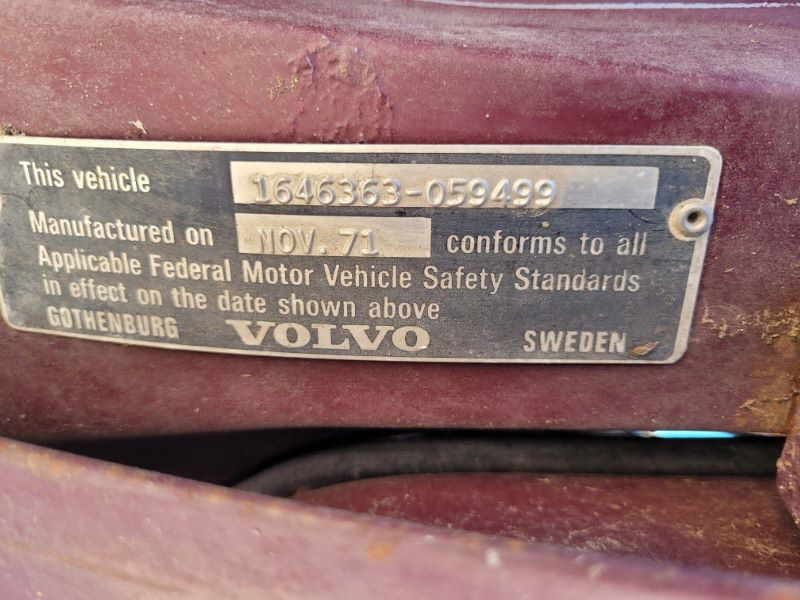 This vehicle 1646363-059499
Manufactured on NOV. 71 conforms to all
Applicable Federal Motor Vehicle Safety Standards
in effect on the date shown above
GOTHENBURG VOLVO SWEDEN